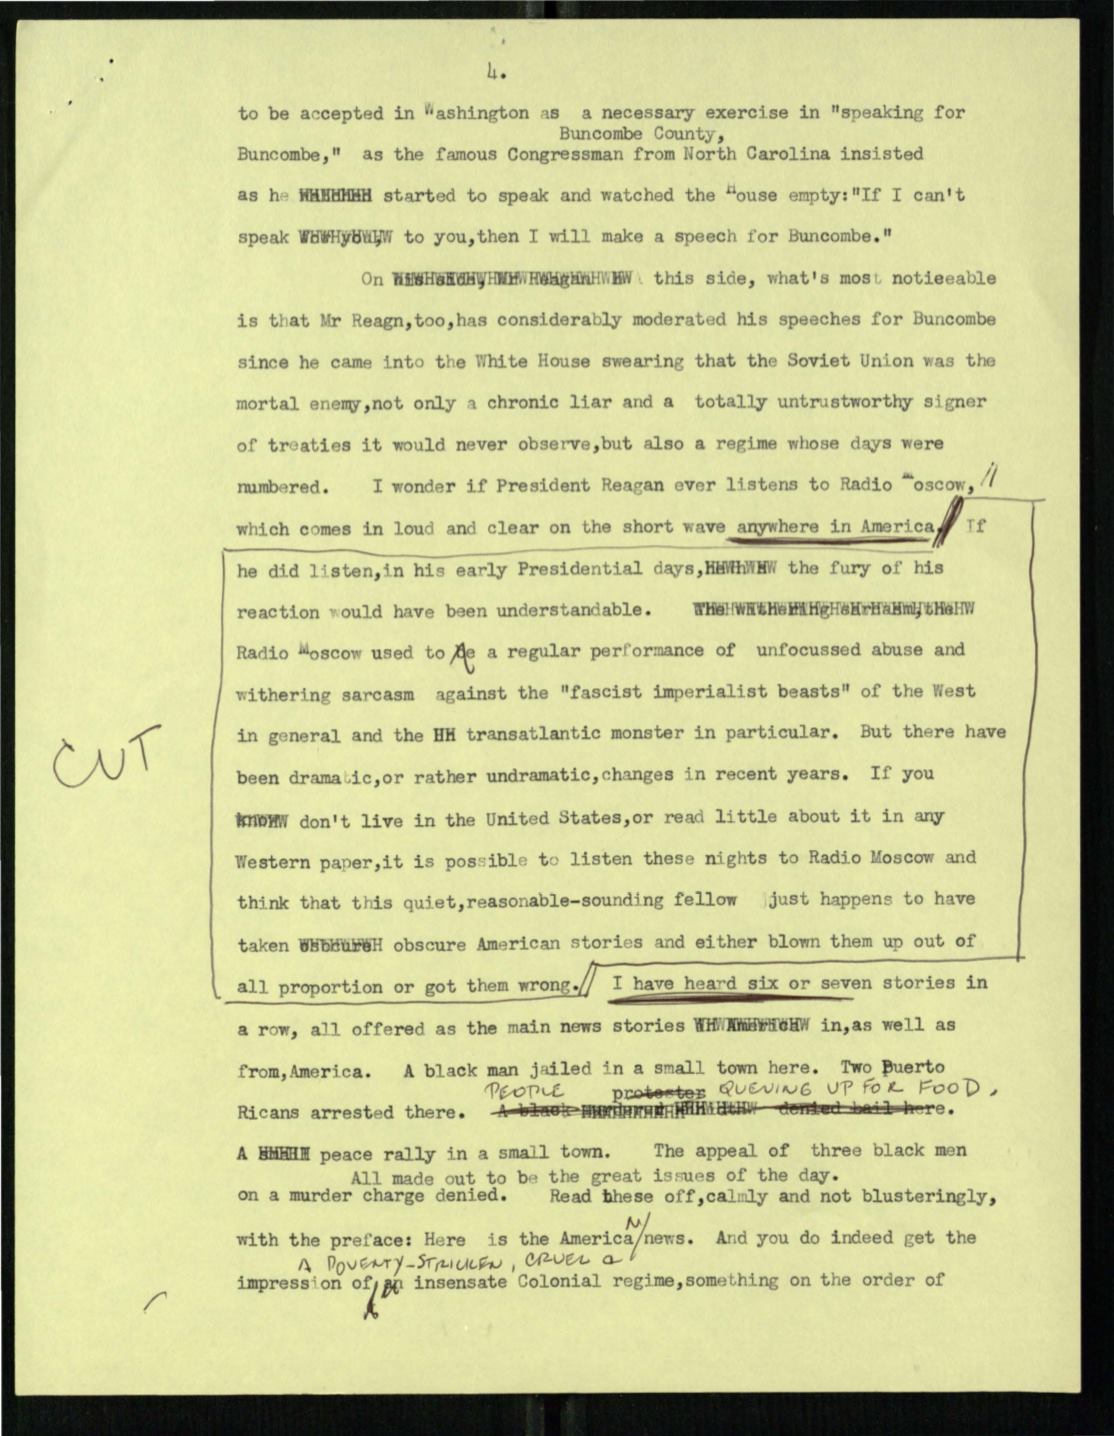 4.
to be accepted in Washington as a necessary exercise in "speaking for
Buncombe County,
Buncombe," as the famous Congressman from North Carolina insisted
as he started to speak and watched the House empty:"If I can't
speak to you,then I will make a speech for Buncombe."
On this side, what's most notieeable
is that Mr Reagn,too,has considerably moderated his speeches for Buncombe
since he came into the White House swearing that the Soviet Union was the
mortal enemy,not only a chronic liar and a totally untrustworthy signer
of treaties it would never observe,but also a regime whose days were
numbered. I wonder if President Reagan ever listens to Radio Moscow,
which comes in loud and clear on the short wave anywhere in America. If
he did listen,in his early Presidential days, the fury of his
reaction would have been understandable.
Radio Moscow used to be a regular performance of unfocussed abuse and
withering sarcasm against the "fascist imperialist beasts" of the West
in general and the transatlantic monster in particular. But there have
CUT
been dramatic,or rather undramatic,changes in recent years. If you
don't live in the United States,or read little about it in any
Western paper,it is possible to listen these nights to Radio Moscow and
think that this quiet,reasonable-sounding fellow just happens to have
taken obscure American stories and either blown them up out of
all proportion or got them wrong. I have heard six or seven stories in
a row, all offered as the main news stories in,as well as
from,America. A black man jailed in a small town here. Two Puerto
PEOPLE protester QUEUING UP FOR FOOD.
Ricans arrested there. A black denied bail here.
A peace rally in a small town. The appeal of three black men
All made out to be the great issues of the day.
on a murder charge denied. Read these off,calmly and not blusteringly,
with the preface: Here is the American news. And you do indeed get the
A POVERTY-STRICKEN, CRUEL &
impression of an insensate Colonial regime,something on the order of